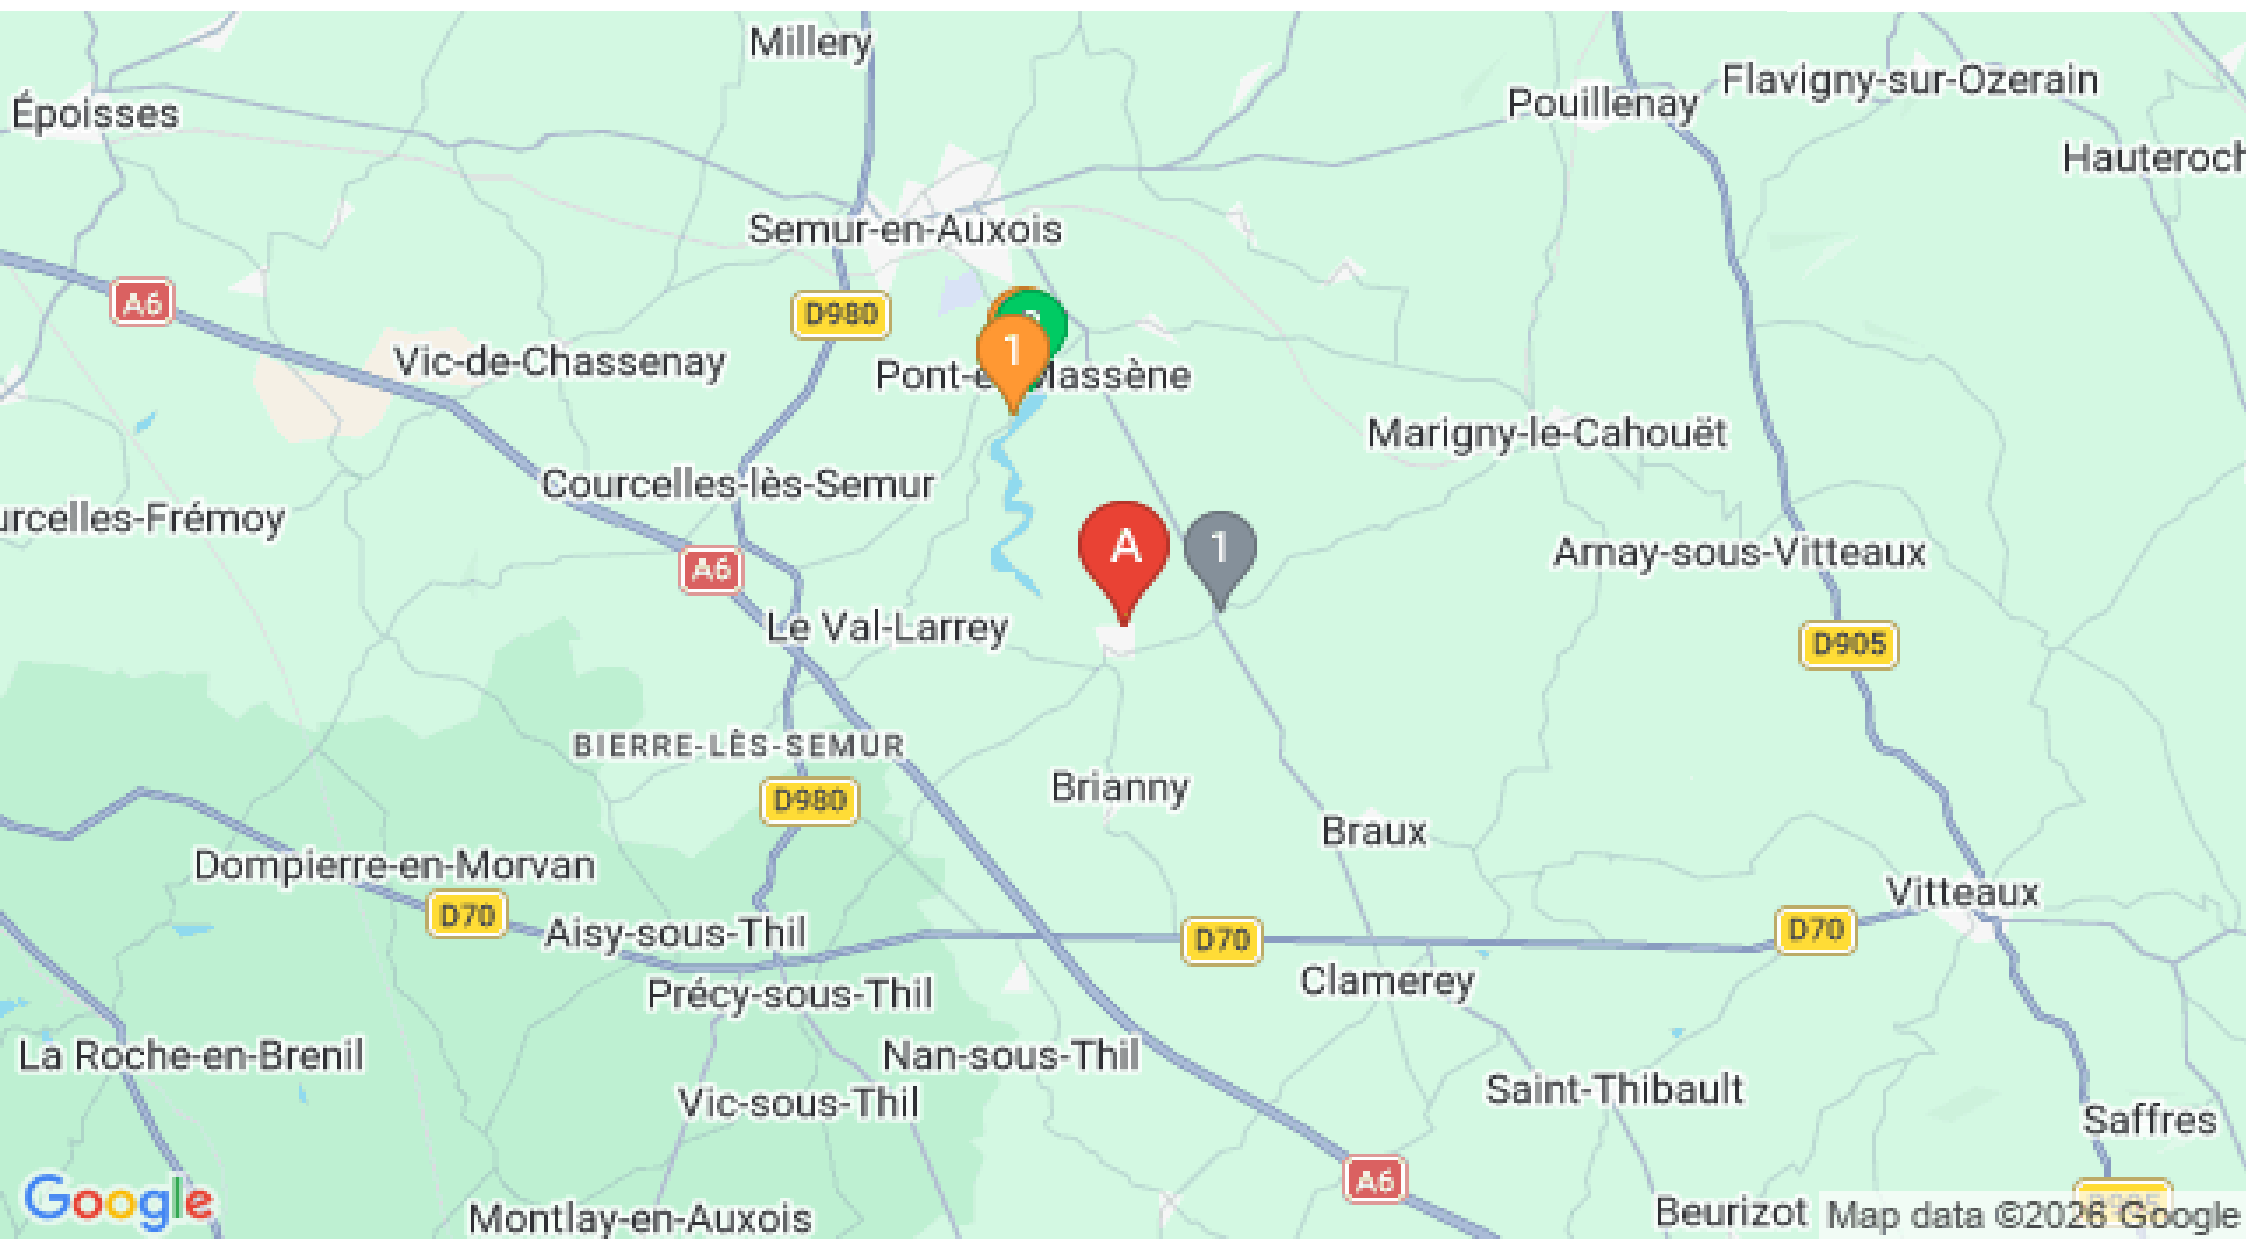 Millery
Flavigny-sur-Ozerain
Époisses
Pouillenay
Hauteroch
Semur-en-Auxois
A6
D980
1
Vic-de-Chassenay
Pont-e Massène
Marigny-le-Cahouët
Courcelles-lès-Semur
urcelles-Frémoy
A
1
Arnay-sous-Vitteaux
A6
Le Val-Larrey
D905
BIERRE-LÈS-SEMUR
Brianny
D980
Braux
Dompierre-en-Morvan
Vitteaux
D70
Aisy-sous-Thil
D70
D70
Clamerey
Précy-sous-Thil
La Roche-en-Brenil
Nan-sous-Thil
Vic-sous-Thil
Saint-Thibault
Saffres
A6
Google
Montlay-en-Auxois
Beurizot
Map data ©2026 Google